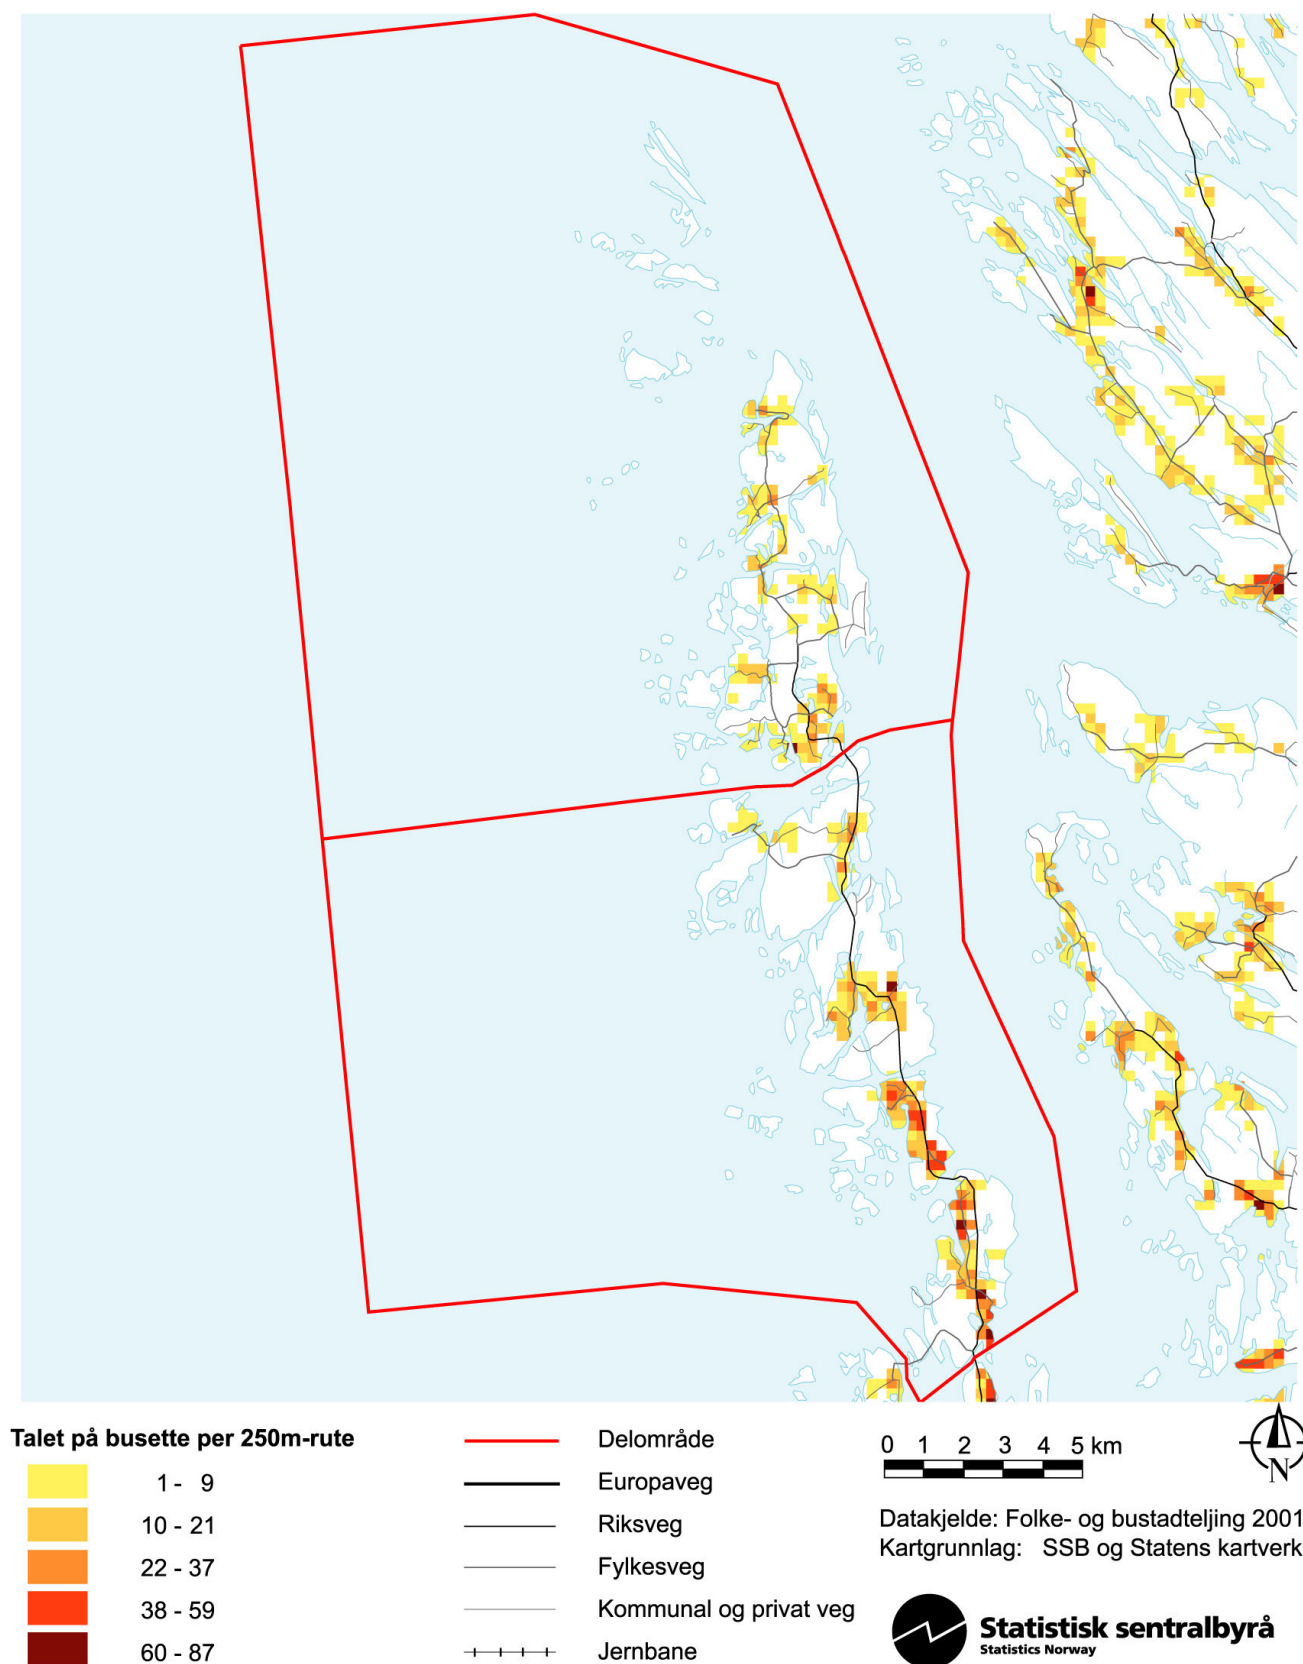 Talet på busette per 250m-rute
1 - 9
10 - 21
22 - 37
38 - 59
60 - 87
Delområde
Europaveg
Riksveg
Fylkesveg
Kommunal og privat veg
Jernbane
0 1 2 3 4 5 km
N
Datakjelde: Folke- og bustadteljing 2001
Kartgrunnlag: SSB og Statens kartverk
Statistisk sentralbyrå
Statistics Norway